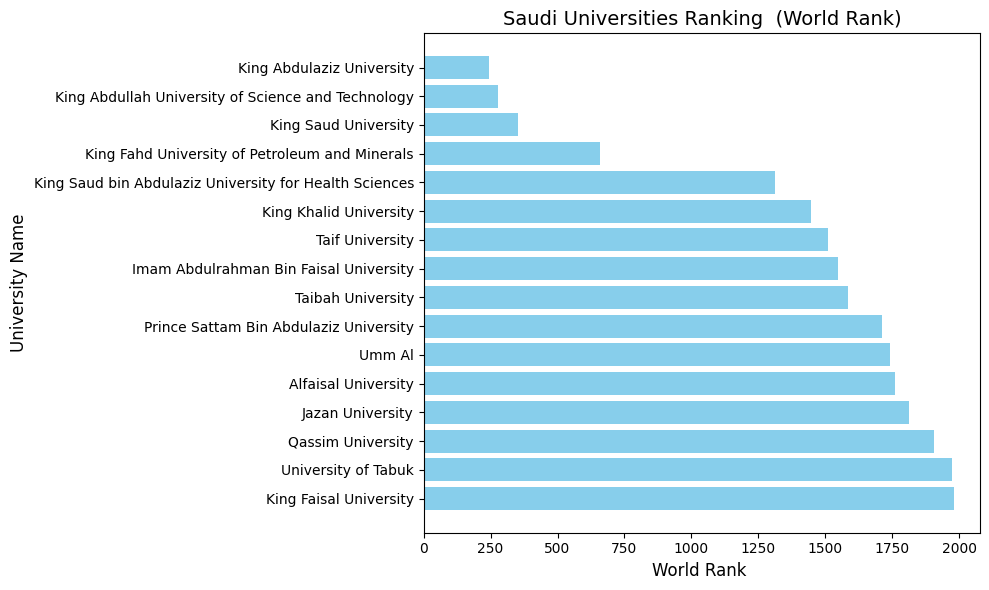 Saudi Universities Ranking  (World Rank)
University Name
King Abdulaziz University
King Abdullah University of Science and Technology
King Saud University
King Fahd University of Petroleum and Minerals
King Saud bin Abdulaziz University for Health Sciences
King Khalid University
Taif University
Imam Abdulrahman Bin Faisal University
Taibah University
Prince Sattam Bin Abdulaziz University
Umm Al
Alfaisal University
Jazan University
Qassim University
University of Tabuk
King Faisal University
0 250 500 750 1000 1250 1500 1750 2000
World Rank